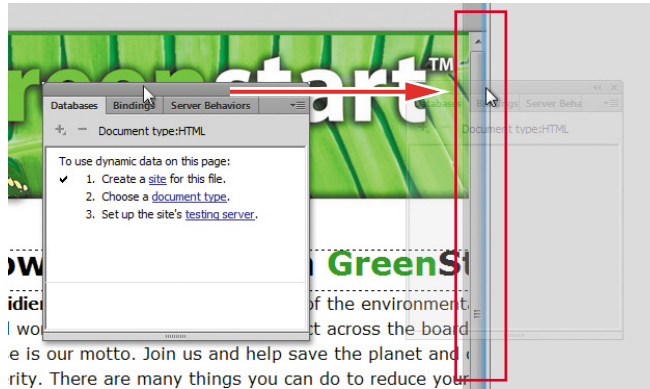 reenstart™
Databases Bindings Server Behaviors
Document type:HTML
To use dynamic data on this page:
✔ 1. Create a site for this file.
2. Choose a document type.
3. Set up the site's testing server.
Databases Bindings Server Beha
Document type:HTML
GreenSt
of the environment
wor ct across the board
e is our motto. Join us and help save the planet and
rity. There are many things you can do to reduce your